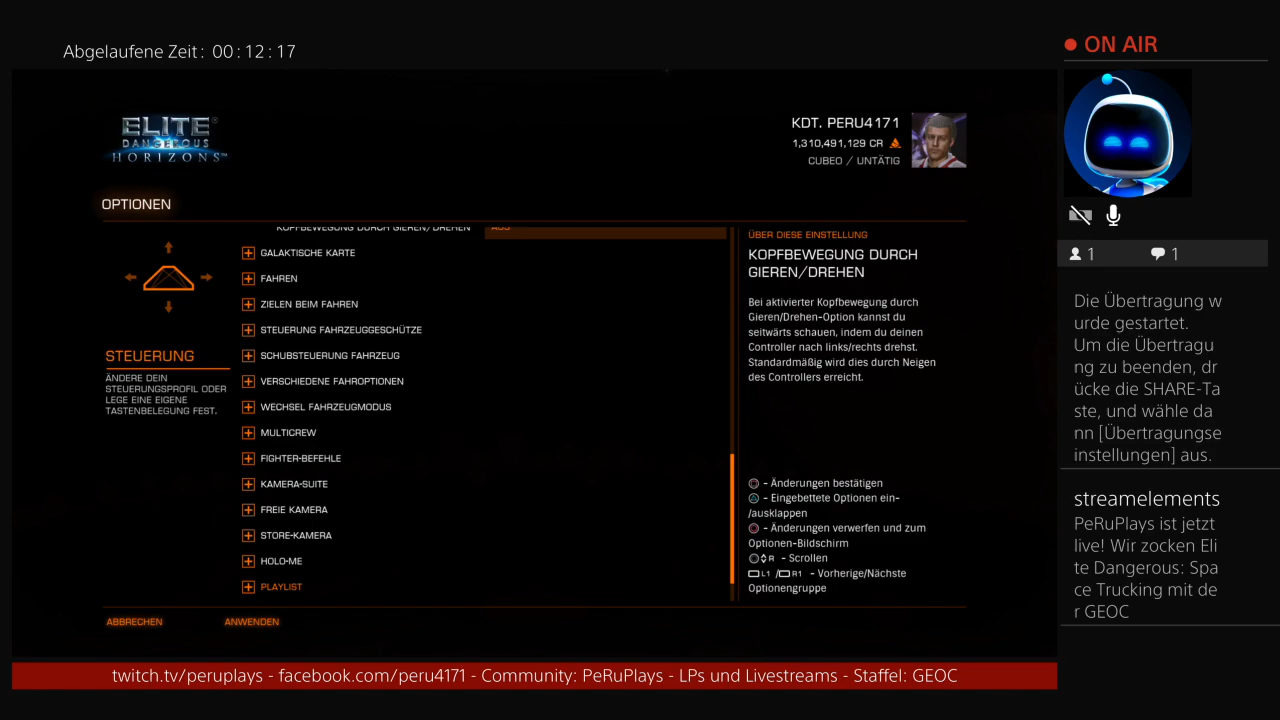 Abgelaufene Zeit: 00:12:17
ON AIR
ELITE
DANGEROUS
HORIZONS™
KDT. PERU4171
1,310,491,129 CR
CUBEO / UNTÄTIG
OPTIONEN
STEUERUNG
ÄNDERE DEIN
STEUERUNGSPROFIL ODER
LEGE EINE EIGENE
TASTENBELEGUNG FEST.
KOPFBEWEGUNG DURCH GIEREN/DREHEN AUS
GALAKTISCHE KARTE
FAHREN
ZIELEN BEIM FAHREN
STEUERUNG FAHRZEUGGESCHÜTZE
SCHUBSTEUERUNG FAHRZEUG
VERSCHIEDENE FAHROPTIONEN
WECHSEL FAHRZEUGMODUS
MULTICREW
FIGHTER-BEFEHLE
KAMERA-SUITE
FREIE KAMERA
STORE-KAMERA
HOLO-ME
PLAYLIST
ÜBER DIESE EINSTELLUNG
KOPFBEWEGUNG DURCH
GIEREN/DREHEN
Bei aktivierter Kopfbewegung durch
Gieren/Drehen-Option kannst du
seitwärts schauen, indem du deinen
Controller nach links/rechts drehst.
Standardmäßig wird dies durch Neigen
des Controllers erreicht.
- Änderungen bestätigen
- Eingebettete Optionen ein-
/ausklappen
- Änderungen verwerfen und zum
Optionen-Bildschirm
R - Scrollen
L1 / R1 - Vorherige/Nächste
Optionengruppe
ABBRECHEN
ANWENDEN
1 1
Die Übertragung w
urde gestartet.
Um die Übertragu
ng zu beenden, dr
ücke die SHARE-Ta
ste, und wähle da
nn [Übertragungse
instellungen] aus.
streamelements
PeRuPlays ist jetzt
live! Wir zocken Eli
te Dangerous: Spa
ce Trucking mit de
r GEOC
twitch.tv/peruplays - facebook.com/peru4171 - Community: PeRuPlays - LPs und Livestreams - Staffel: GEOC